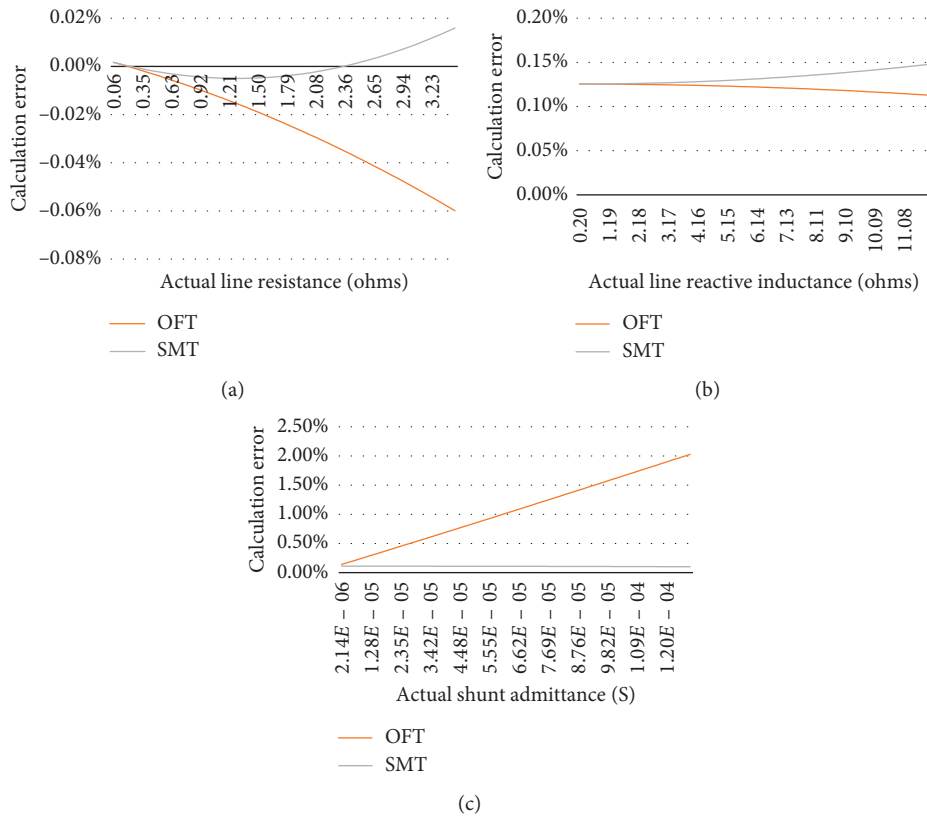 0.02%
0.00%
−0.02%
−0.04%
−0.06%
−0.08%
Calculation error
0.06
0.35
0.63
0.92
1.21
1.50
1.79
2.08
2.36
2.65
2.94
3.23
Actual line resistance (ohms)
OFT
SMT
(a)
0.20%
0.15%
0.10%
0.05%
0.00%
Calculation error
0.20
1.19
2.18
3.17
4.16
5.15
6.14
7.13
8.11
9.10
10.09
11.08
Actual line reactive inductance (ohms)
OFT
SMT
(b)
2.50%
2.00%
1.50%
1.00%
0.50%
0.00%
Calculation error
2.14E − 06
1.28E − 05
2.35E − 05
3.42E − 05
4.48E − 05
5.55E − 05
6.62E − 05
7.69E − 05
8.76E − 05
9.82E − 05
1.09E − 04
1.20E − 04
Actual shunt admittance (S)
OFT
SMT
(c)